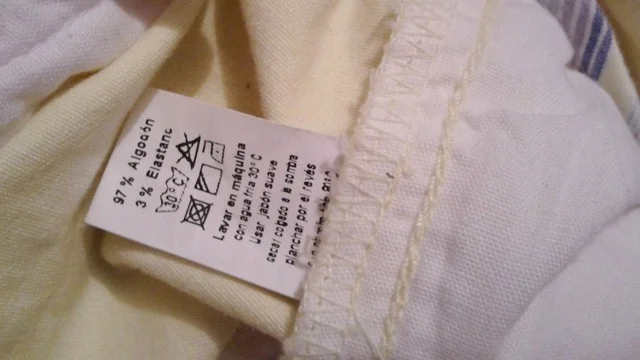 97 % Algodón
3 % Elastano
30°C
Lavar en máquina
con agua fría 30° C
Usar jabón suave
secar colgado a la sombra
planchar por el revés